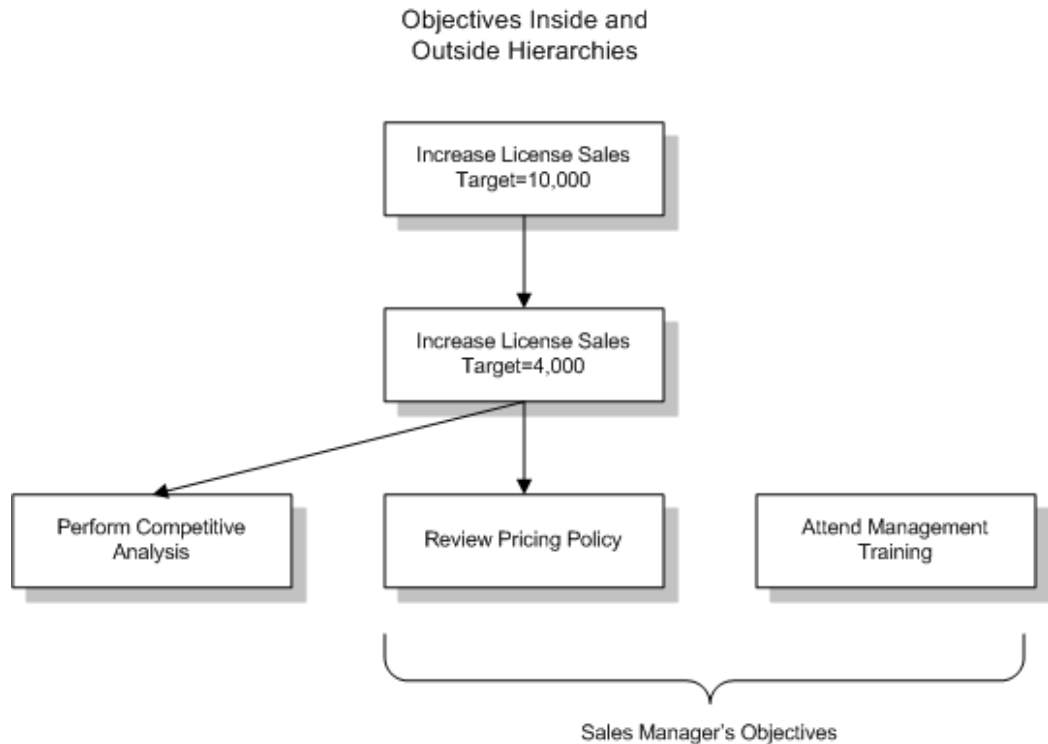 Objectives Inside and
Outside Hierarchies
Increase License Sales
Target=10,000
Increase License Sales
Target=4,000
Perform Competitive
Analysis
Review Pricing Policy
Attend Management
Training
Sales Manager's Objectives